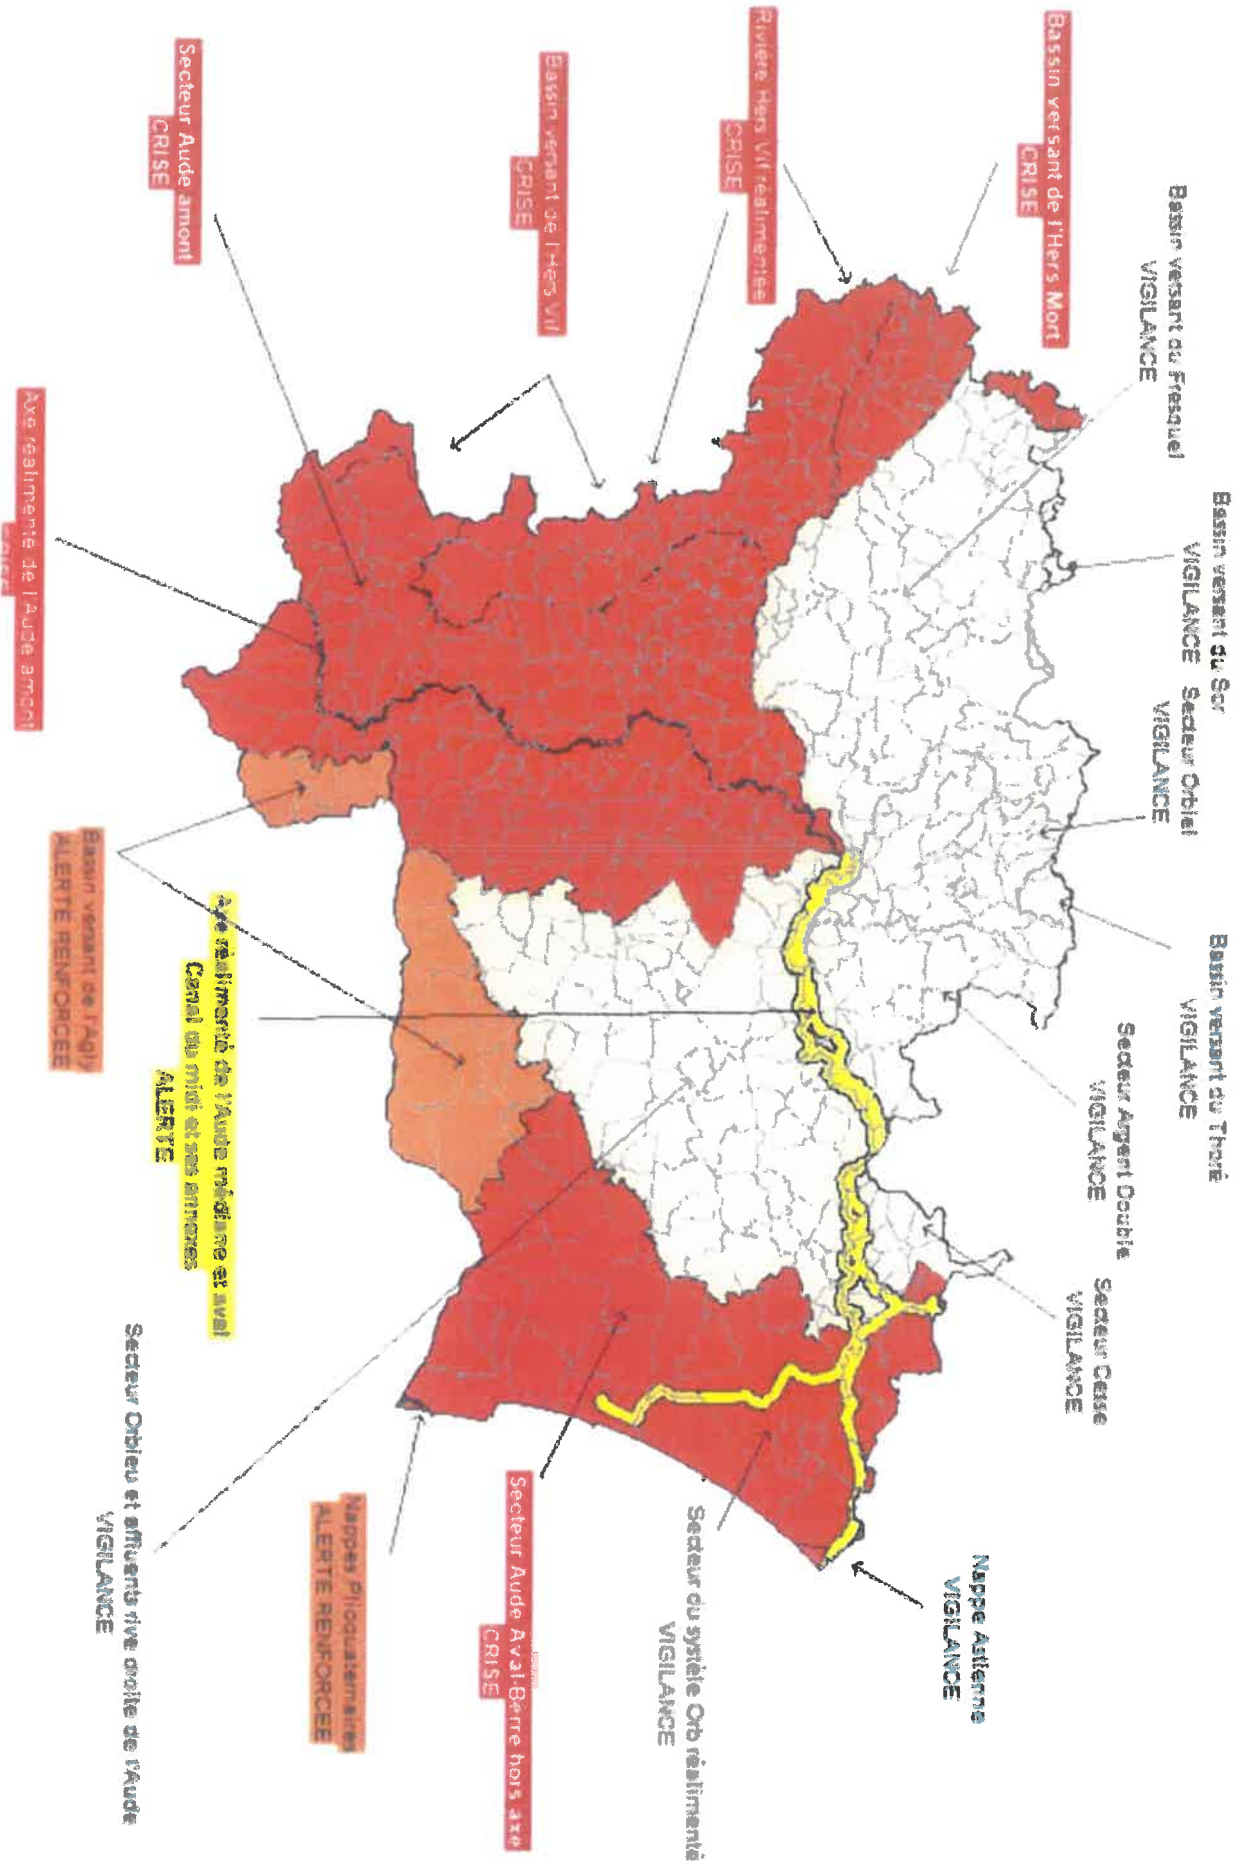 Bassin versant du Sor
VIGILANCE
Bassin versant du Thoré
VIGILANCE
Bassin versant du Fresquel
VIGILANCE
Secteur Orbiel
VIGILANCE
Secteur Argent Double
VIGILANCE
Secteur Cesse
VIGILANCE
Bassin versant de l'Hers Mort
CRISE
Nappe Astienne
VIGILANCE
Rivière Hers Vif réalimentée
CRISE
Secteur du systète Orb réalimenté
VIGILANCE
Bassin versant de l'Hers Vif
CRISE
Secteur Aude Aval-Berre hors axe
CRISE
Nappes Plioquaternaires
ALERTE RENFORCEE
Secteur Aude amont
CRISE
Axe réalimenté de l'Aude médiane et aval
Canal du midi et ses annexes
ALERTE
Secteur Orbieu et affluents rive droite de l'Aude
VIGILANCE
Bassin versant de l'Agly
ALERTE RENFORCEE
Axe réalimenté de l'Aude amont